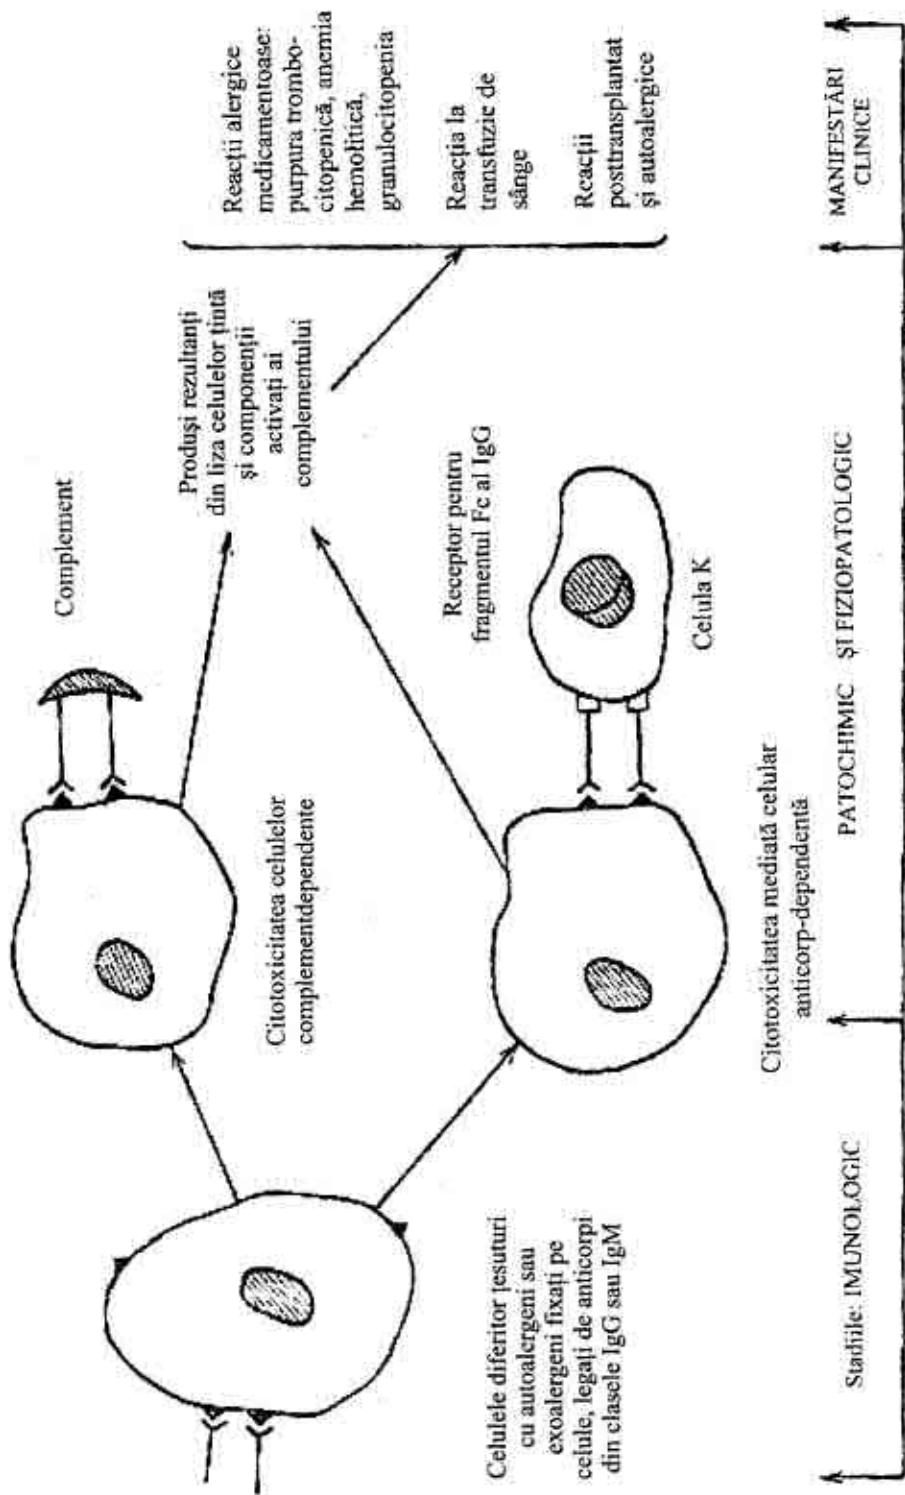 Celulele diferitor țesuturi
cu autoalergeni sau
exoalergeni fixați pe
celule, legați de anticorpi
din clasele IgG sau IgM
Citotoxicitatea celulelor
complementdependente
Complement
Citotoxicitatea mediată celular
anticorp-dependentă
Receptor pentru
fragmentul Fc al IgG
Celula K
Produși rezultanți
din liza celulelor țintă
și componenții
activați ai
complementului
Reacții alergice
medicamentoase:
purpura trombo-
citopenică, anemia
hemolitică,
granulocitopenia
Reacția la
transfuzie de
sânge
Reacții
posttransplantat
și autoalergice
Stadiile: IMUNOLOGIC
PATOCHIMIC ȘI FIZIOPATOLOGIC
MANIFESTĂRI
CLINICE